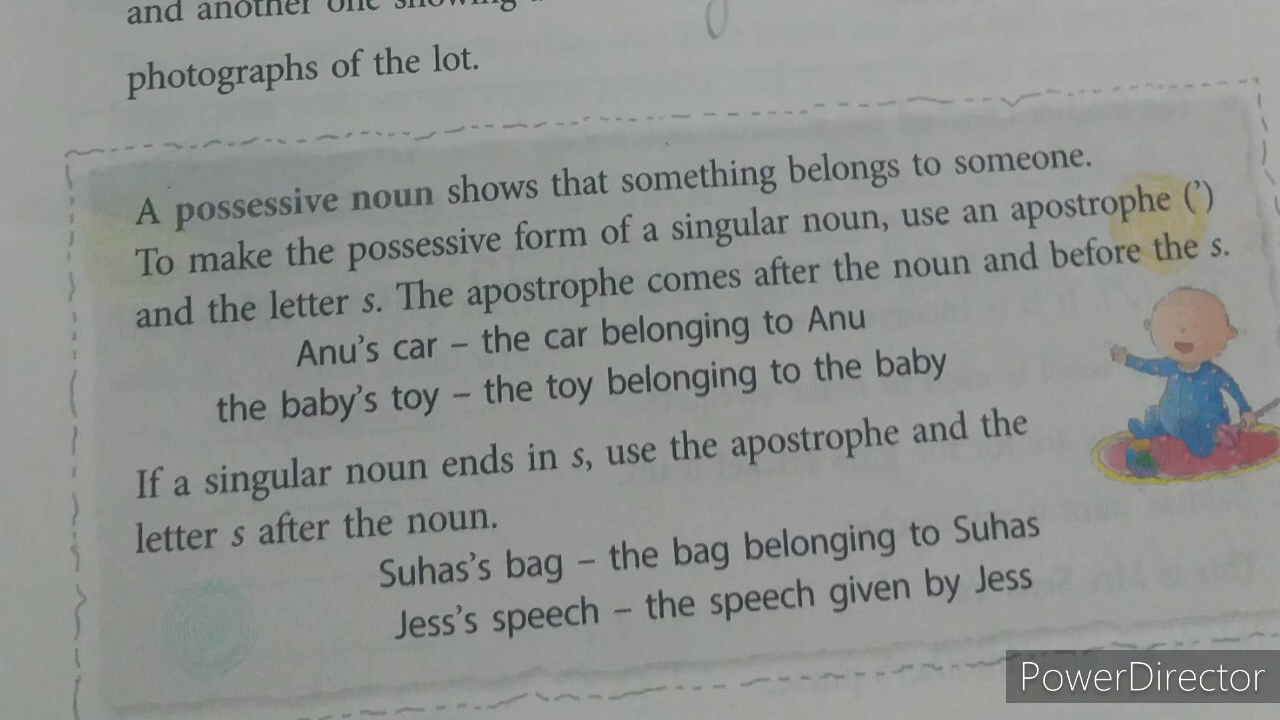 and another one showing
photographs of the lot.
A possessive noun shows that something belongs to someone.
To make the possessive form of a singular noun, use an apostrophe (’)
and the letter s. The apostrophe comes after the noun and before the s.
Anu’s car – the car belonging to Anu
the baby’s toy – the toy belonging to the baby
If a singular noun ends in s, use the apostrophe and the
letter s after the noun.
Suhas’s bag – the bag belonging to Suhas
Jess’s speech – the speech given by Jess
PowerDirector